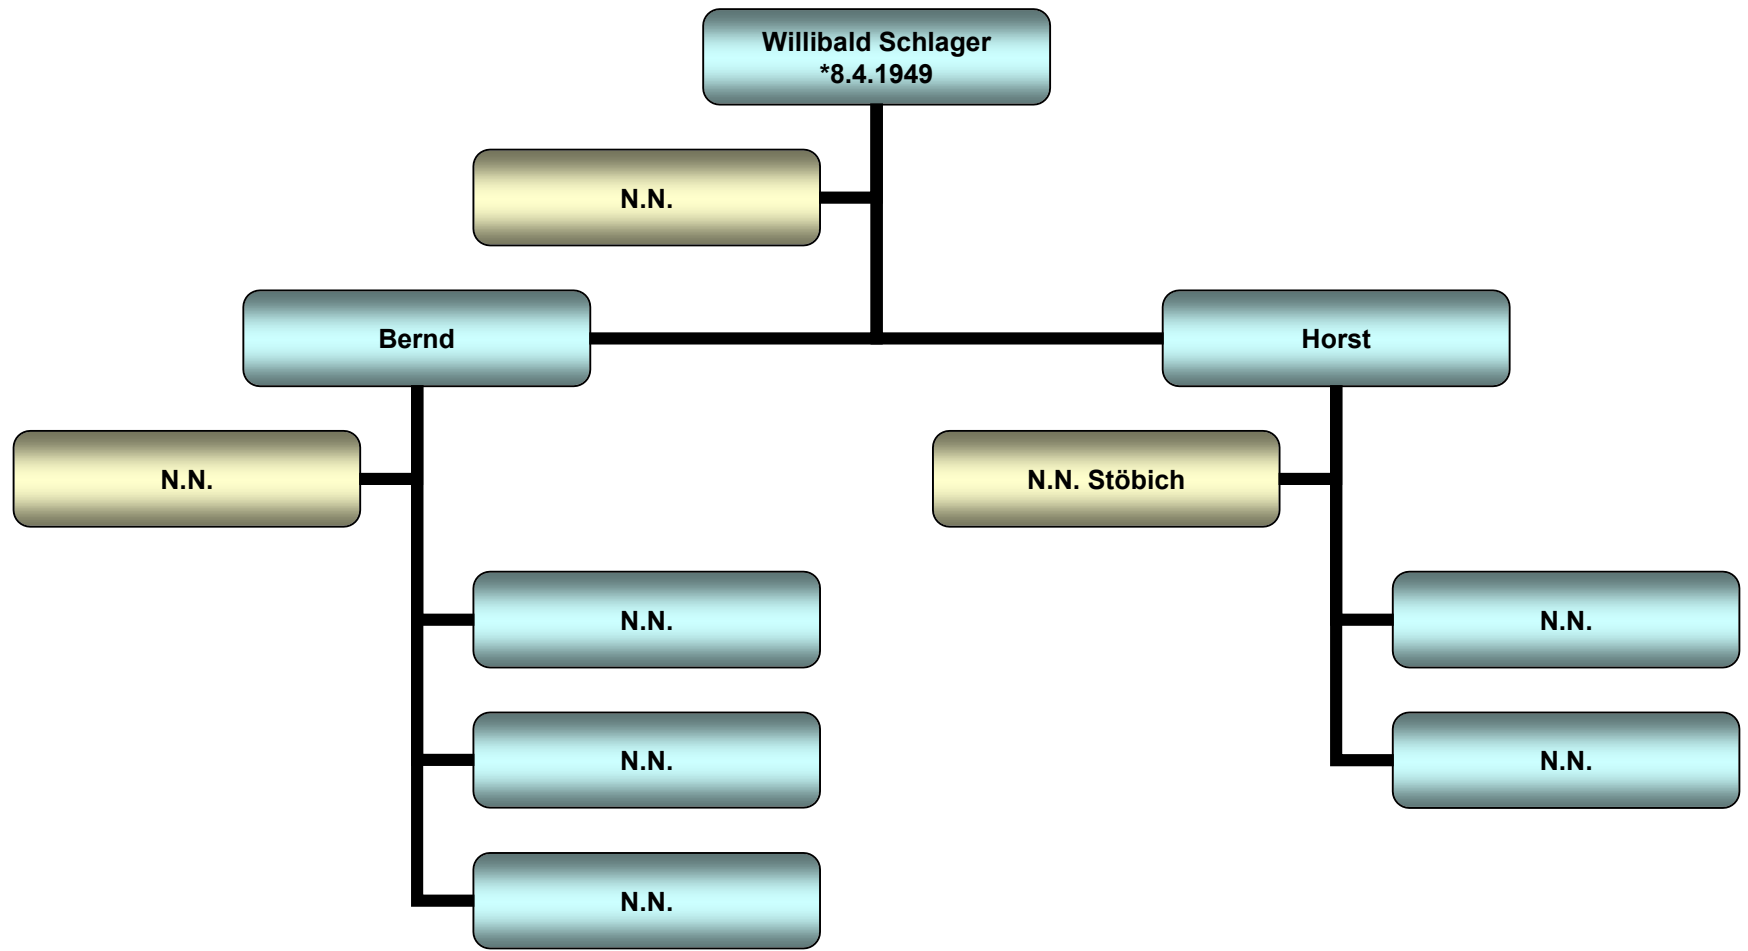 Willibald Schlager
*8.4.1949
N.N.
Bernd
Horst
N.N.
N.N. Stöbich
N.N.
N.N.
N.N.
N.N.
N.N.